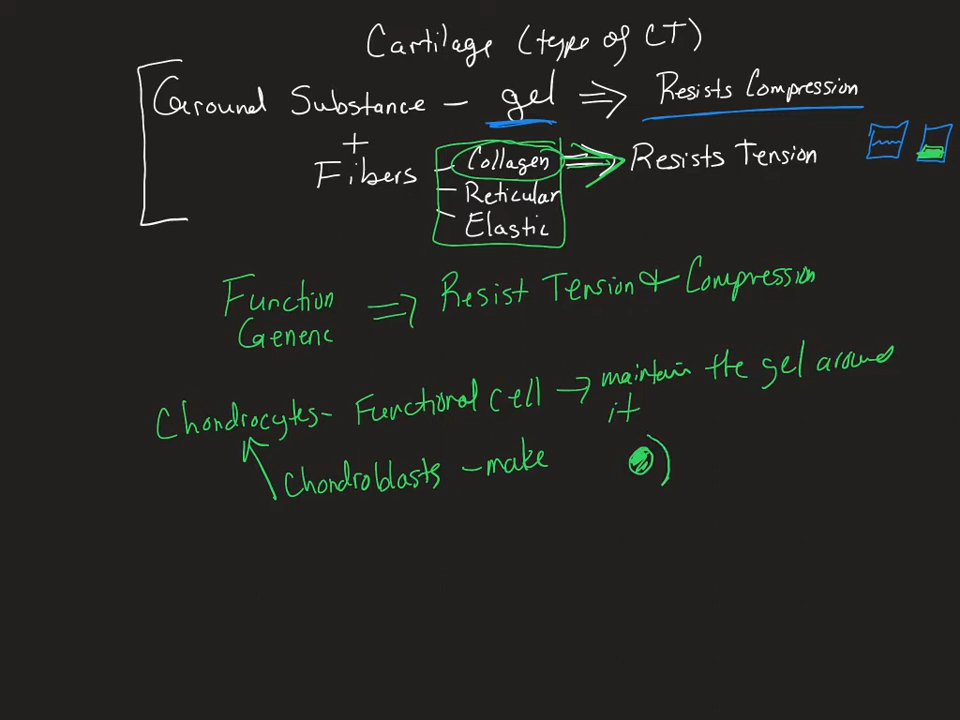 Cartilage (type of CT)
Ground Substance - gel ⇒ Resists Compression
+
Fibers - Collagen ⇒ Resists Tension
- Reticular
- Elastic
Function ⇒ Resist Tension & Compression
Generic
Chondrocytes - Functional cell → maintain the gel around
it
Chondroblasts - make